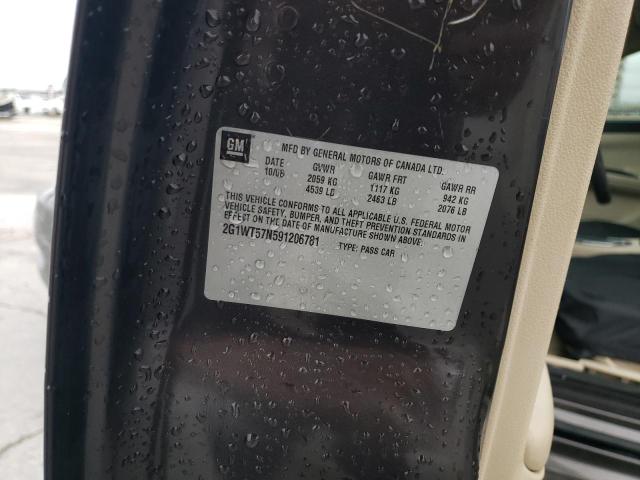 GM
MFD BY GENERAL MOTORS OF CANADA LTD.
DATE GVWR GAWR FRT GAWR RR
10/08 2059 KG 1117 KG 942 KG
4539 LB 2463 LB 2076 LB
THIS VEHICLE CONFORMS TO ALL APPLICABLE U.S. FEDERAL MOTOR
VEHICLE SAFETY, BUMPER, AND THEFT PREVENTION STANDARDS
IN EFFECT ON THE DATE OF MANUFACTURE SHOWN ABOVE.
2G1WT57N591206781 TYPE: PASS CAR